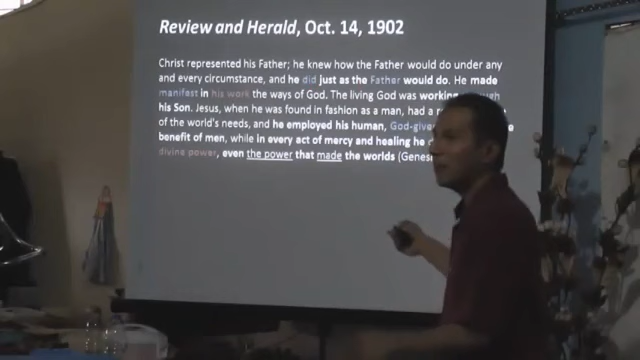 Review and Herald, Oct. 14, 1902
Christ represented his Father; he knew how the Father would do under any
and every circumstance, and he did just as the Father would do. He made
manifest in his work the ways of God. The living God was working
his Son. Jesus, when he was found in fashion as a man, had a
of the world's needs, and he employed his human,
benefit of men, while in every act of mercy and healing he
divine power, even the power that made the worlds